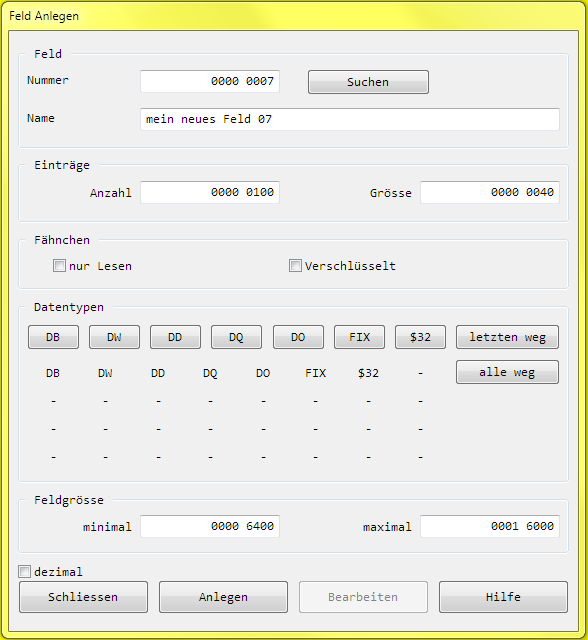 Feld Anlegen
Feld
Nummer 0000 0007 Suchen
Name mein neues Feld 07
Einträge
Anzahl 0000 0100 Grösse 0000 0040
Fähnchen
nur Lesen Verschlüsselt
Datentypen
DB DW DD DQ DO FIX $32 letzten weg
DB DW DD DQ DO FIX $32 - alle weg
- - - - - - - -
- - - - - - - -
- - - - - - - -
Feldgrösse
minimal 0000 6400 maximal 0001 6000
dezimal
Schliessen Anlegen Bearbeiten Hilfe